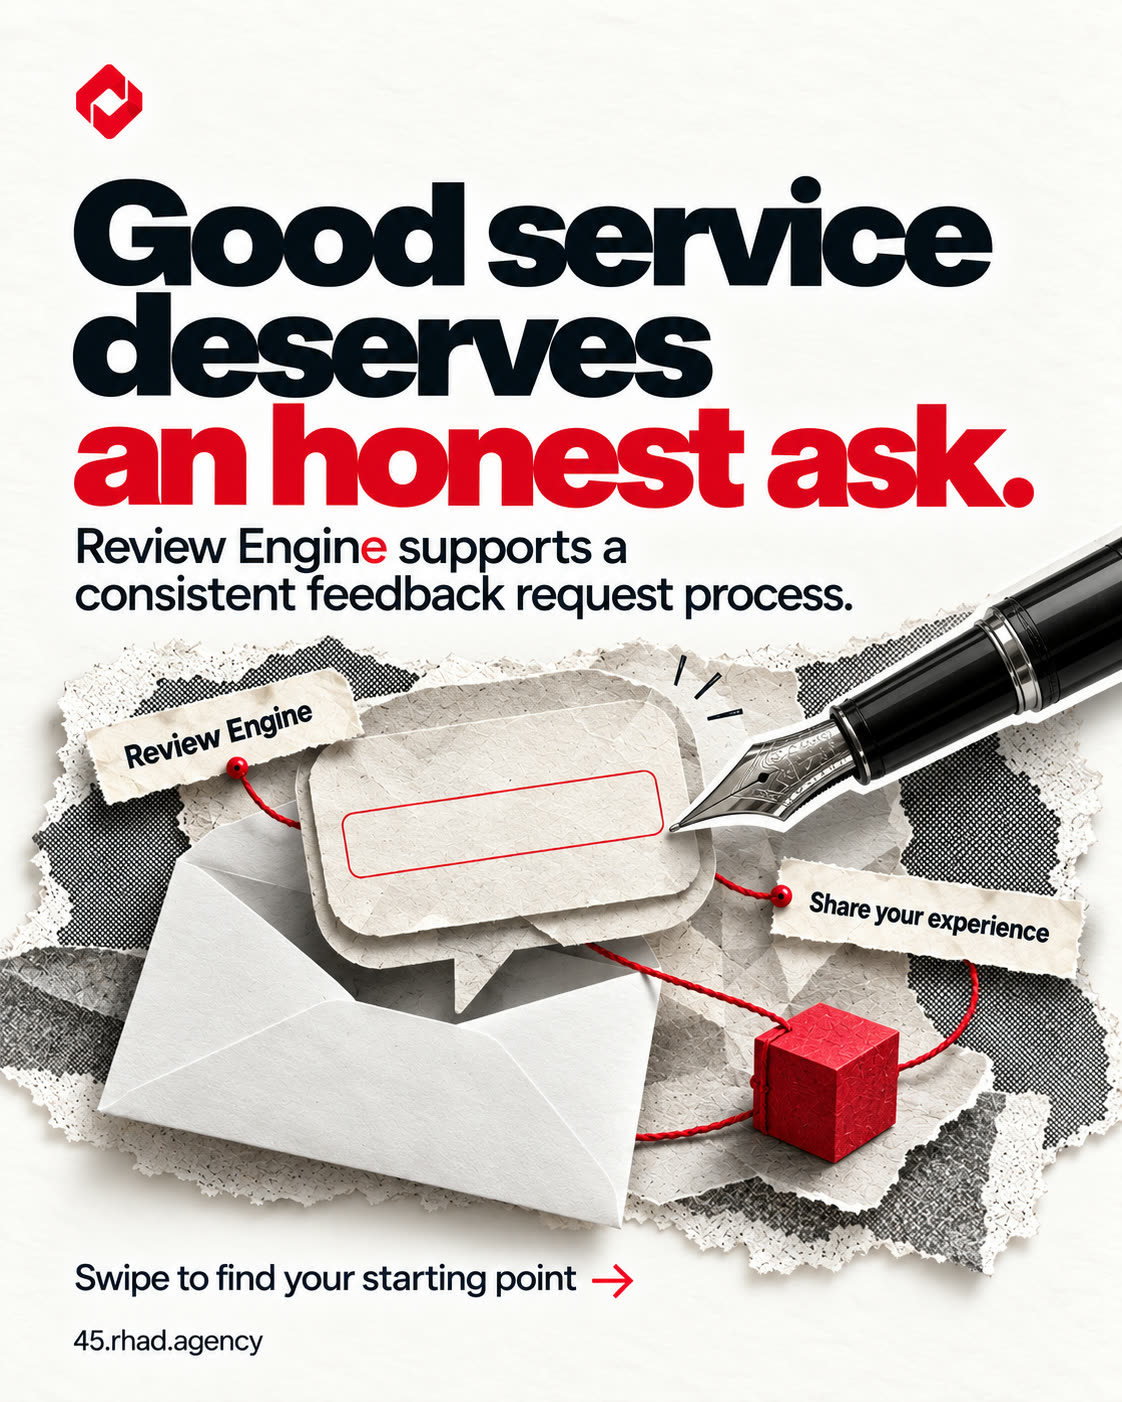 Good service
deserves
an honest ask.
Review Engine supports a
consistent feedback request process.
Review Engine
Share your experience
Swipe to find your starting point →
45.rhad.agency